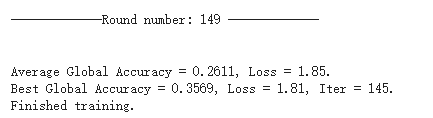 ——————Round number: 149 ——————
Average Global Accuracy = 0.2611, Loss = 1.85.
Best Global Accuracy = 0.3569, Loss = 1.81, Iter = 145.
Finished training.